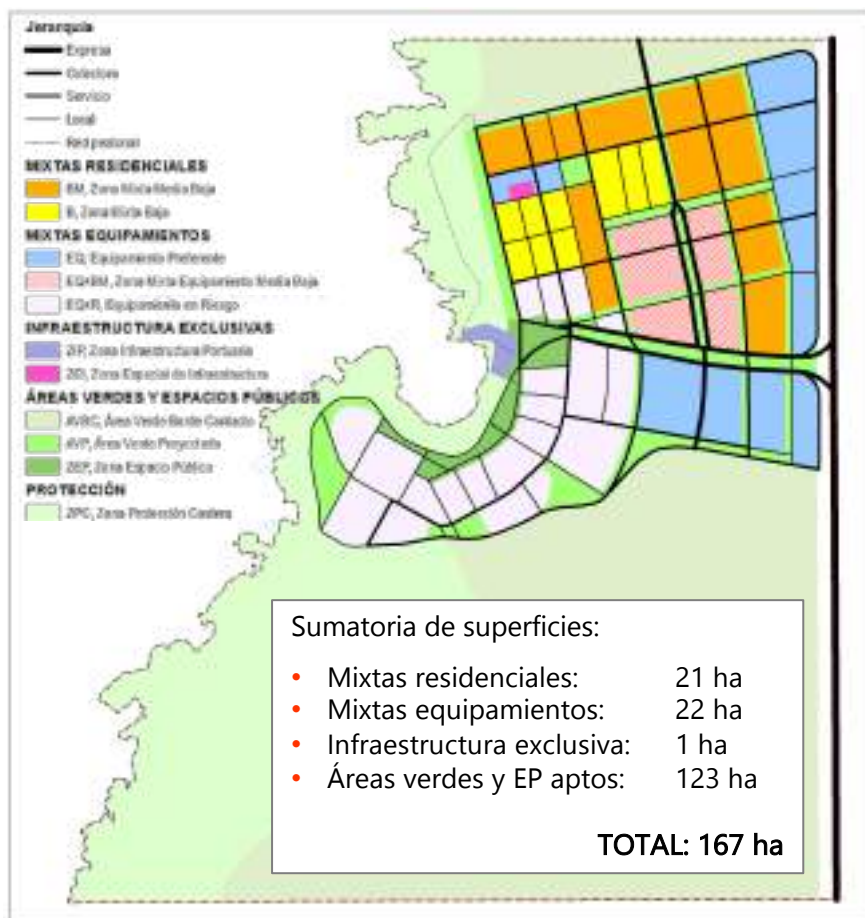 Jerarquía
Expresa
Colectora
Servicio
Local
Red peatonal
MIXTAS RESIDENCIALES
BM, Zona Mixta Media Baja
B, Zona Mixta Baja
MIXTAS EQUIPAMIENTOS
EQ, Equipamiento Preferente
EQ+BM, Zona Mixta Equipamiento Media Baja
EQ+R, Equipamiento en Riesgo
INFRAESTRUCTURA EXCLUSIVAS
ZIP, Zona Infraestructura Portuaria
Zona Especial de Infraestructura
ÁREAS VERDES Y ESPACIOS PÚBLICOS
AVBC, Área Verde Borde Costado
AVP, Área Verde Proyectada
ZEP, Zona Espacio Público
PROTECCIÓN
ZPC, Zona Protección Costera
Sumatoria de superficies:
• Mixtas residenciales: 21 ha
• Mixtas equipamientos: 22 ha
• Infraestructura exclusiva: 1 ha
• Áreas verdes y EP aptos: 123 ha
TOTAL: 167 ha